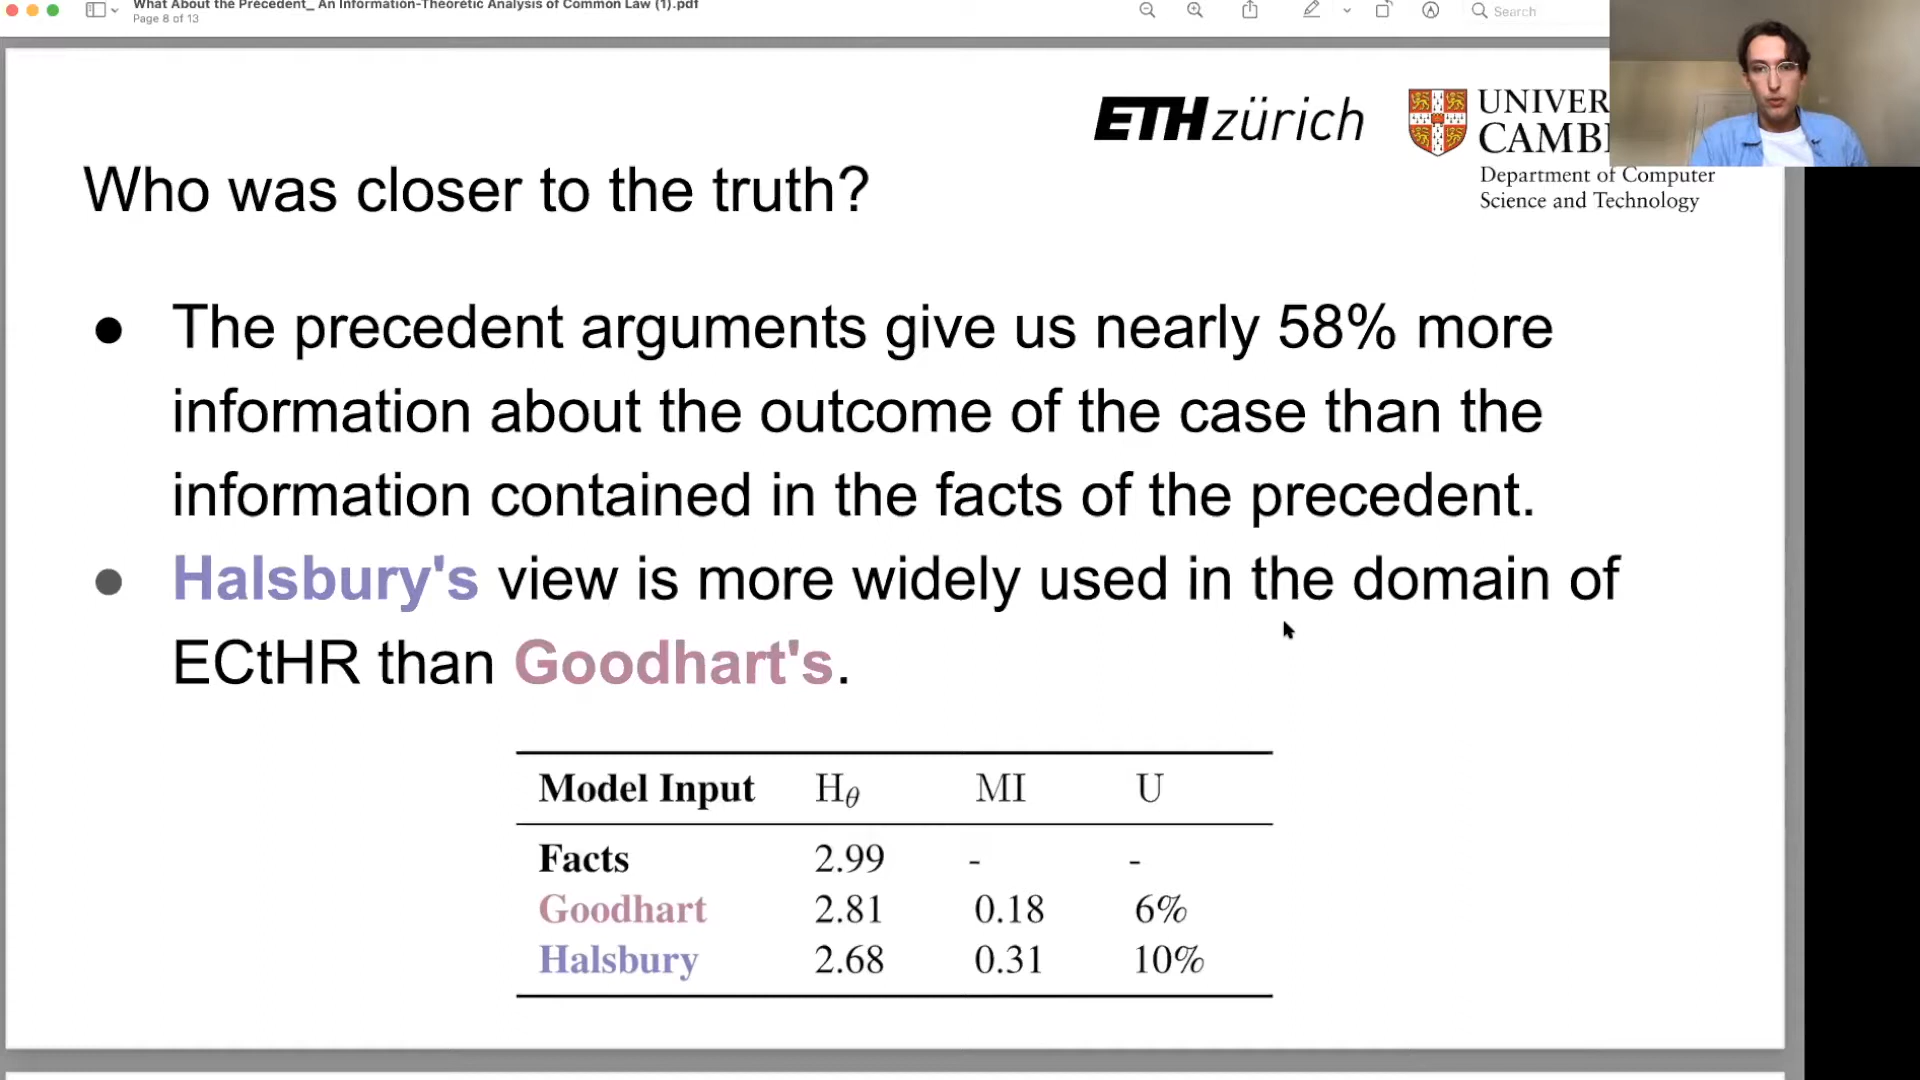 What About the Precedent_ An Information-Theoretic Analysis of Common Law (1).pdf
Page 8 of 13
Search
ETH zürich
UNIVER
CAMB
Department of Computer
Science and Technology
Who was closer to the truth?
● The precedent arguments give us nearly 58% more
information about the outcome of the case than the
information contained in the facts of the precedent.
● Halsbury's view is more widely used in the domain of
ECtHR than Goodhart's.
Model Input Hθ MI U
Facts 2.99 - -
Goodhart 2.81 0.18 6%
Halsbury 2.68 0.31 10%